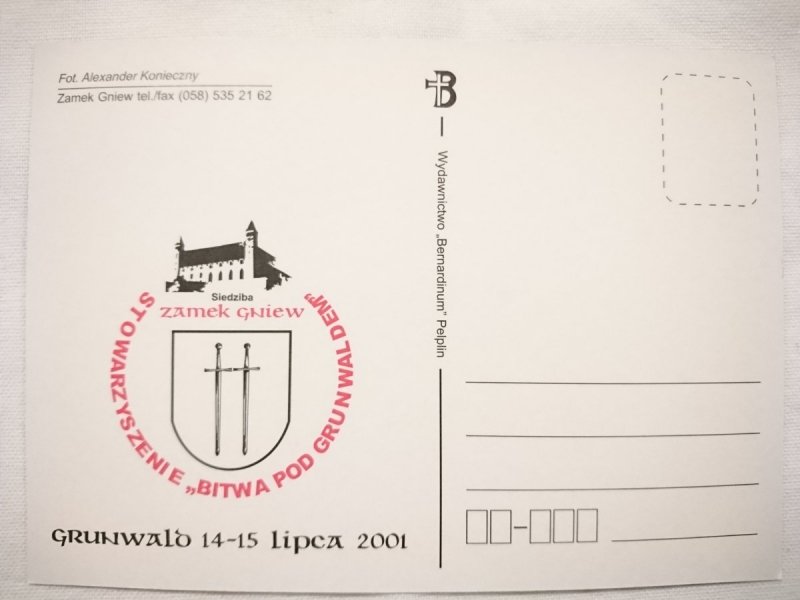 Fot. Alexander Konieczny
Zamek Gniew tel./fax (058) 535 21 62
B
Wydawnictwo „Bernardinum” Pelplin
Siedziba
Zamek Gniew
STOWARZYSZENIE „BITWA POD GRUNWALDEM”
Grunwald 14-15 lipca 2001